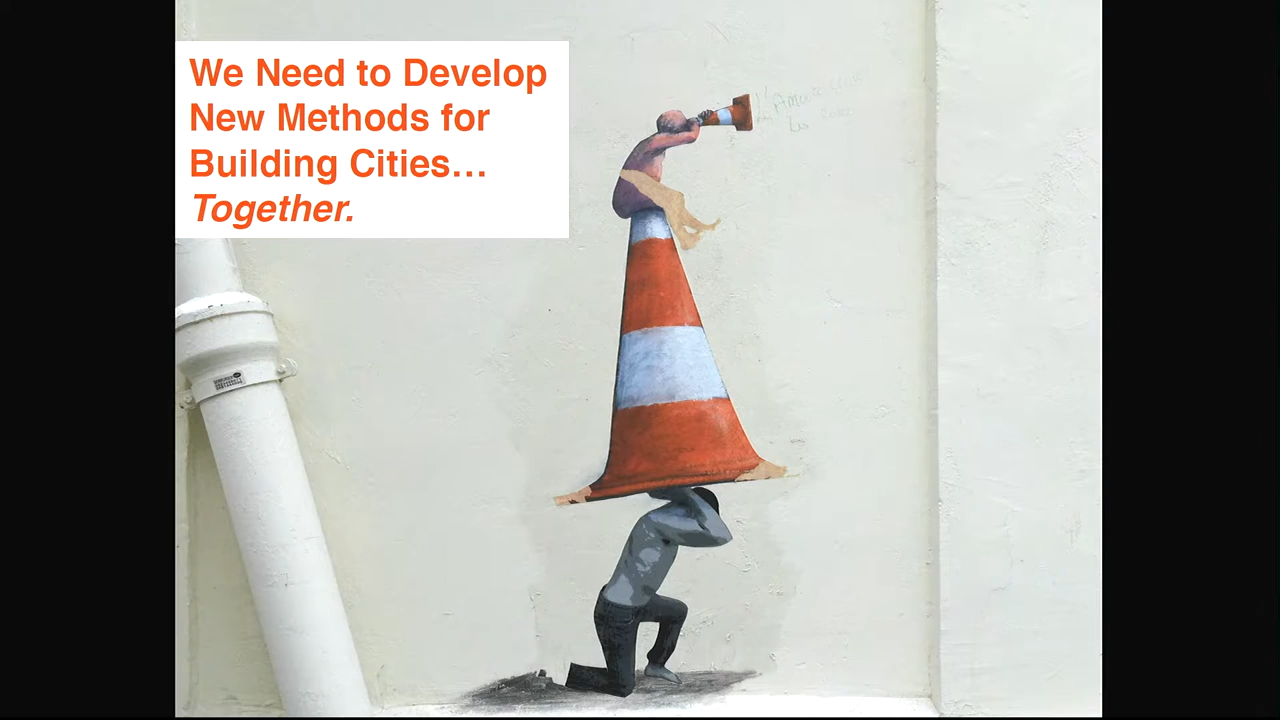 We Need to Develop
New Methods for
Building Cities…
Together.